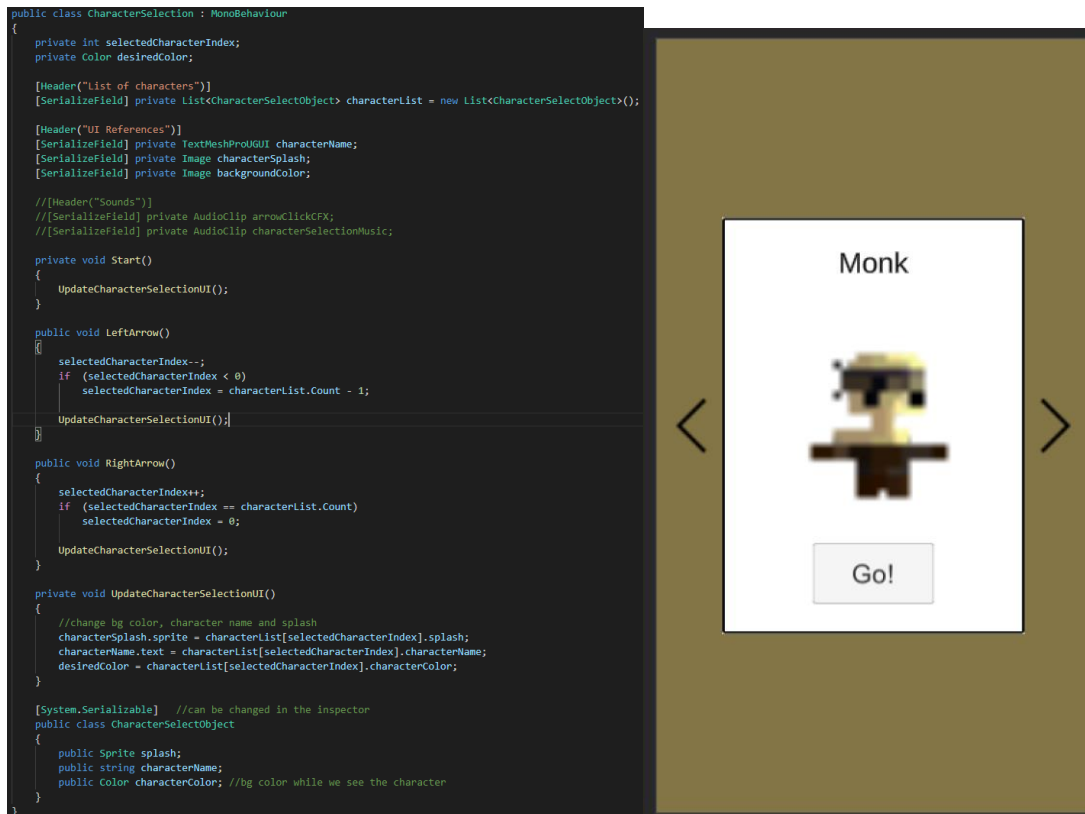 public class CharacterSelection : MonoBehaviour
{
    private int selectedCharacterIndex;
    private Color desiredColor;

    [Header("List of characters")]
    [SerializeField] private List<CharacterSelectObject> characterList = new List<CharacterSelectObject>();

    [Header("UI References")]
    [SerializeField] private TextMeshProUGUI characterName;
    [SerializeField] private Image characterSplash;
    [SerializeField] private Image backgroundColor;

    //[Header("Sounds")]
    //[SerializeField] private AudioClip arrowClickCFX;
    //[SerializeField] private AudioClip characterSelectionMusic;

    private void Start()
    {
        UpdateCharacterSelectionUI();
    }

    public void LeftArrow()
    {
        selectedCharacterIndex--;
        if  (selectedCharacterIndex < 0)
            selectedCharacterIndex = characterList.Count - 1;

        UpdateCharacterSelectionUI();
    }

    public void RightArrow()
    {
        selectedCharacterIndex++;
        if  (selectedCharacterIndex == characterList.Count)
            selectedCharacterIndex = 0;

        UpdateCharacterSelectionUI();
    }

    private void UpdateCharacterSelectionUI()
    {
        //change bg color, character name and splash
        characterSplash.sprite = characterList[selectedCharacterIndex].splash;
        characterName.text = characterList[selectedCharacterIndex].characterName;
        desiredColor = characterList[selectedCharacterIndex].characterColor;
    }

    [System.Serializable]   //can be changed in the inspector
    public class CharacterSelectObject
    {
        public Sprite splash;
        public string characterName;
        public Color characterColor; //bg color while we see the character
    }
}
Monk
Go!